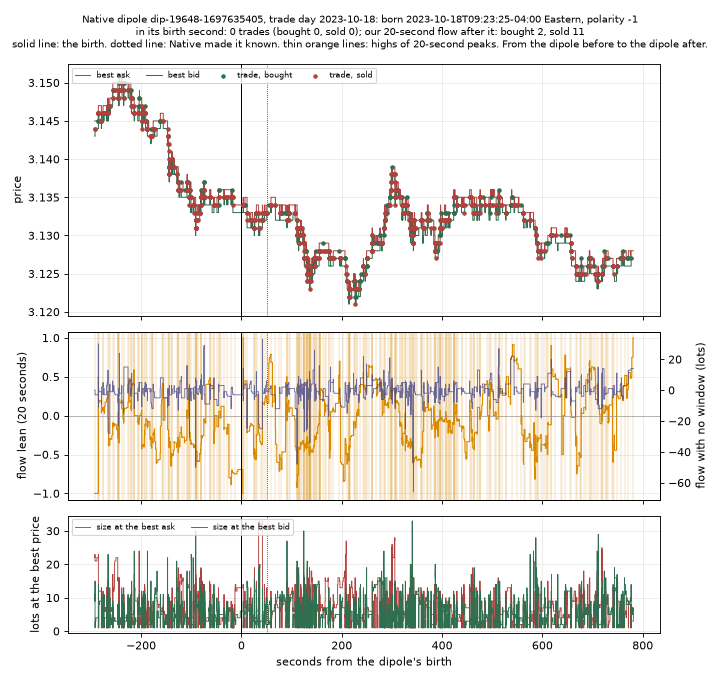 Native dipole dip-19648-1697635405, trade day 2023-10-18: born 2023-10-18T09:23:25-04:00 Eastern, polarity -1
in its birth second: 0 trades (bought 0, sold 0); our 20-second flow after it: bought 2, sold 11
solid line: the birth. dotted line: Native made it known. thin orange lines: highs of 20-second peaks. From the dipole before to the dipole after.
best ask
best bid
trade, bought
trade, sold
3.150
3.145
3.140
3.135
3.130
3.125
3.120
price
1.0
0.5
0.0
−0.5
−1.0
flow lean (20 seconds)
20
0
−20
−40
−60
flow with no window (lots)
size at the best ask
size at the best bid
30
20
10
0
lots at the best price
−200
0
200
400
600
800
seconds from the dipole's birth